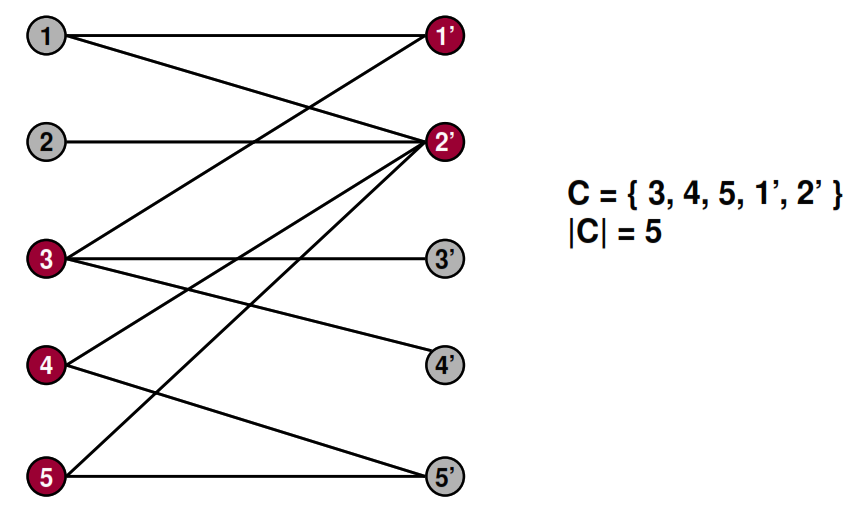 1 1’
2 2’
3 3’
4 4’
5 5’
C = { 3, 4, 5, 1’, 2’ }
|C| = 5